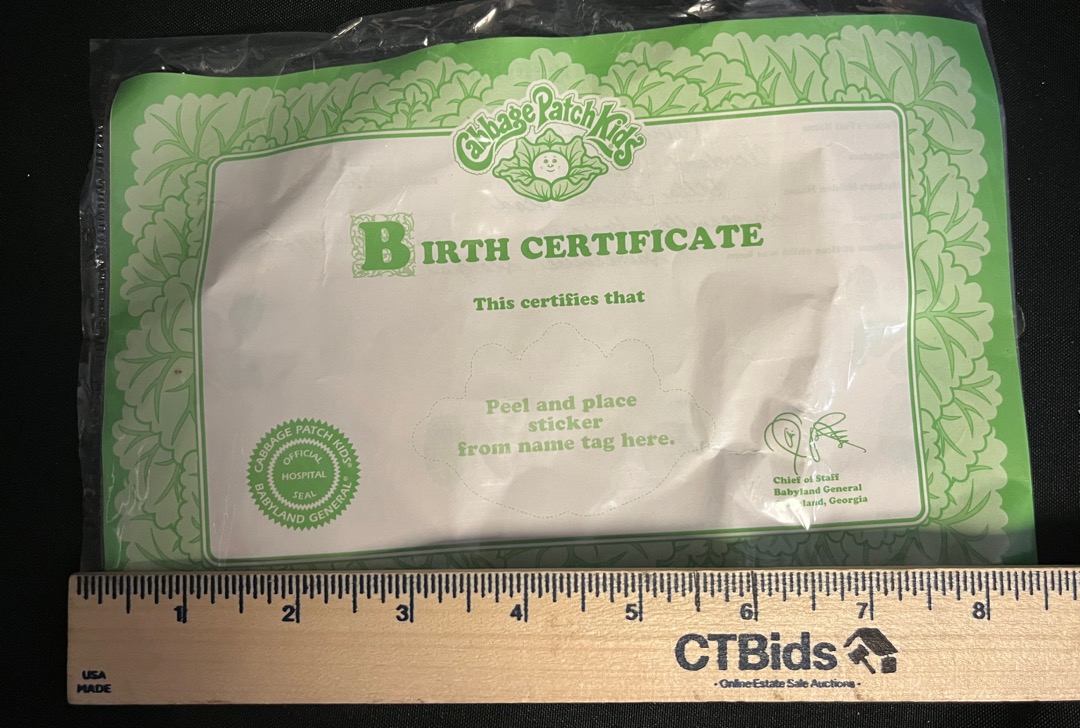 Cabbage Patch Kids
BIRTH CERTIFICATE
This certifies that
Peel and place
sticker
from name tag here.
CABBAGE PATCH KIDS®
OFFICIAL
HOSPITAL
SEAL
BABYLAND GENERAL®
Chief of Staff
Babyland General
land, Georgia
1 2 3 4 5 6 7 8
CTBids
- Online Estate Sale Auctions -
USA
MADE